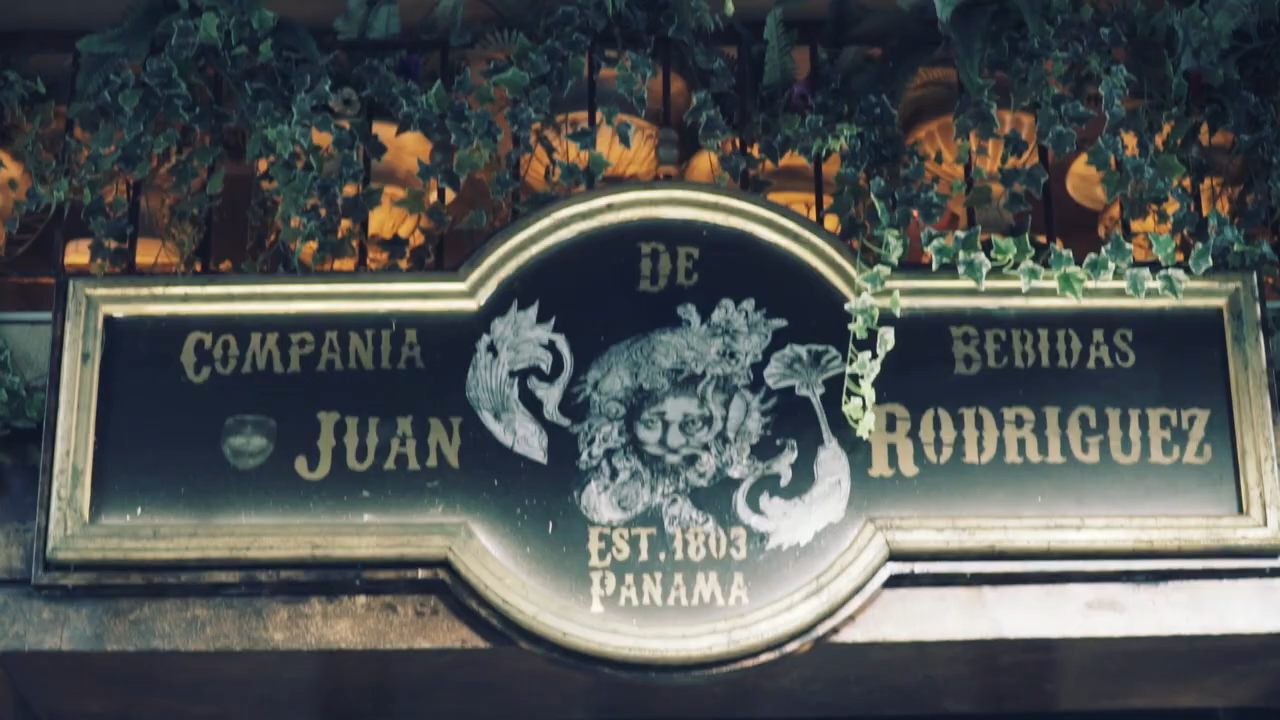 DE
COMPANIA BEBIDAS
JUAN RODRIGUEZ
EST. 1803
PANAMA